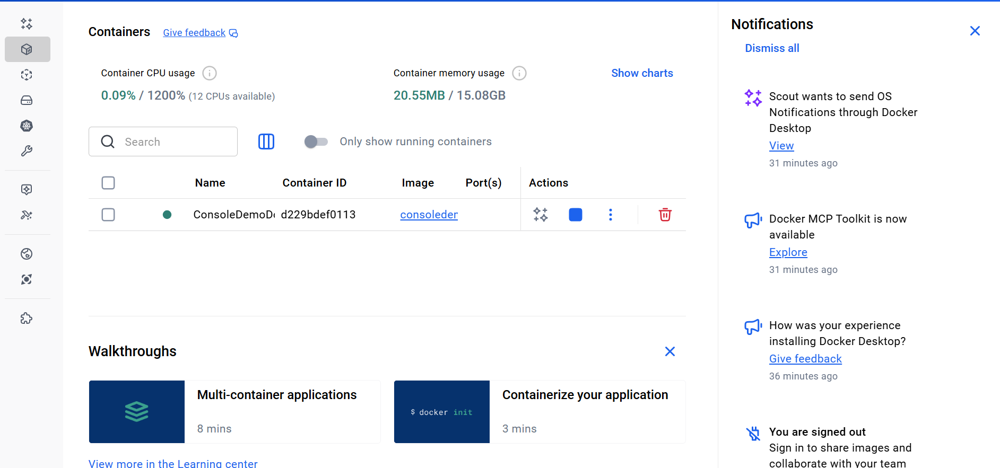 Containers Give feedback
Container CPU usage
0.09% / 1200% (12 CPUs available)
Container memory usage
20.55MB / 15.08GB
Show charts
Search
Only show running containers
Name Container ID Image Port(s) Actions
ConsoleDemoD d229bdef0113 consoleder
Walkthroughs
Multi-container applications
8 mins
$ docker init
Containerize your application
3 mins
View more in the Learning center
Notifications
Dismiss all
Scout wants to send OS
Notifications through Docker
Desktop
View
31 minutes ago
Docker MCP Toolkit is now
available
Explore
31 minutes ago
How was your experience
installing Docker Desktop?
Give feedback
36 minutes ago
You are signed out
Sign in to share images and
collaborate with your team